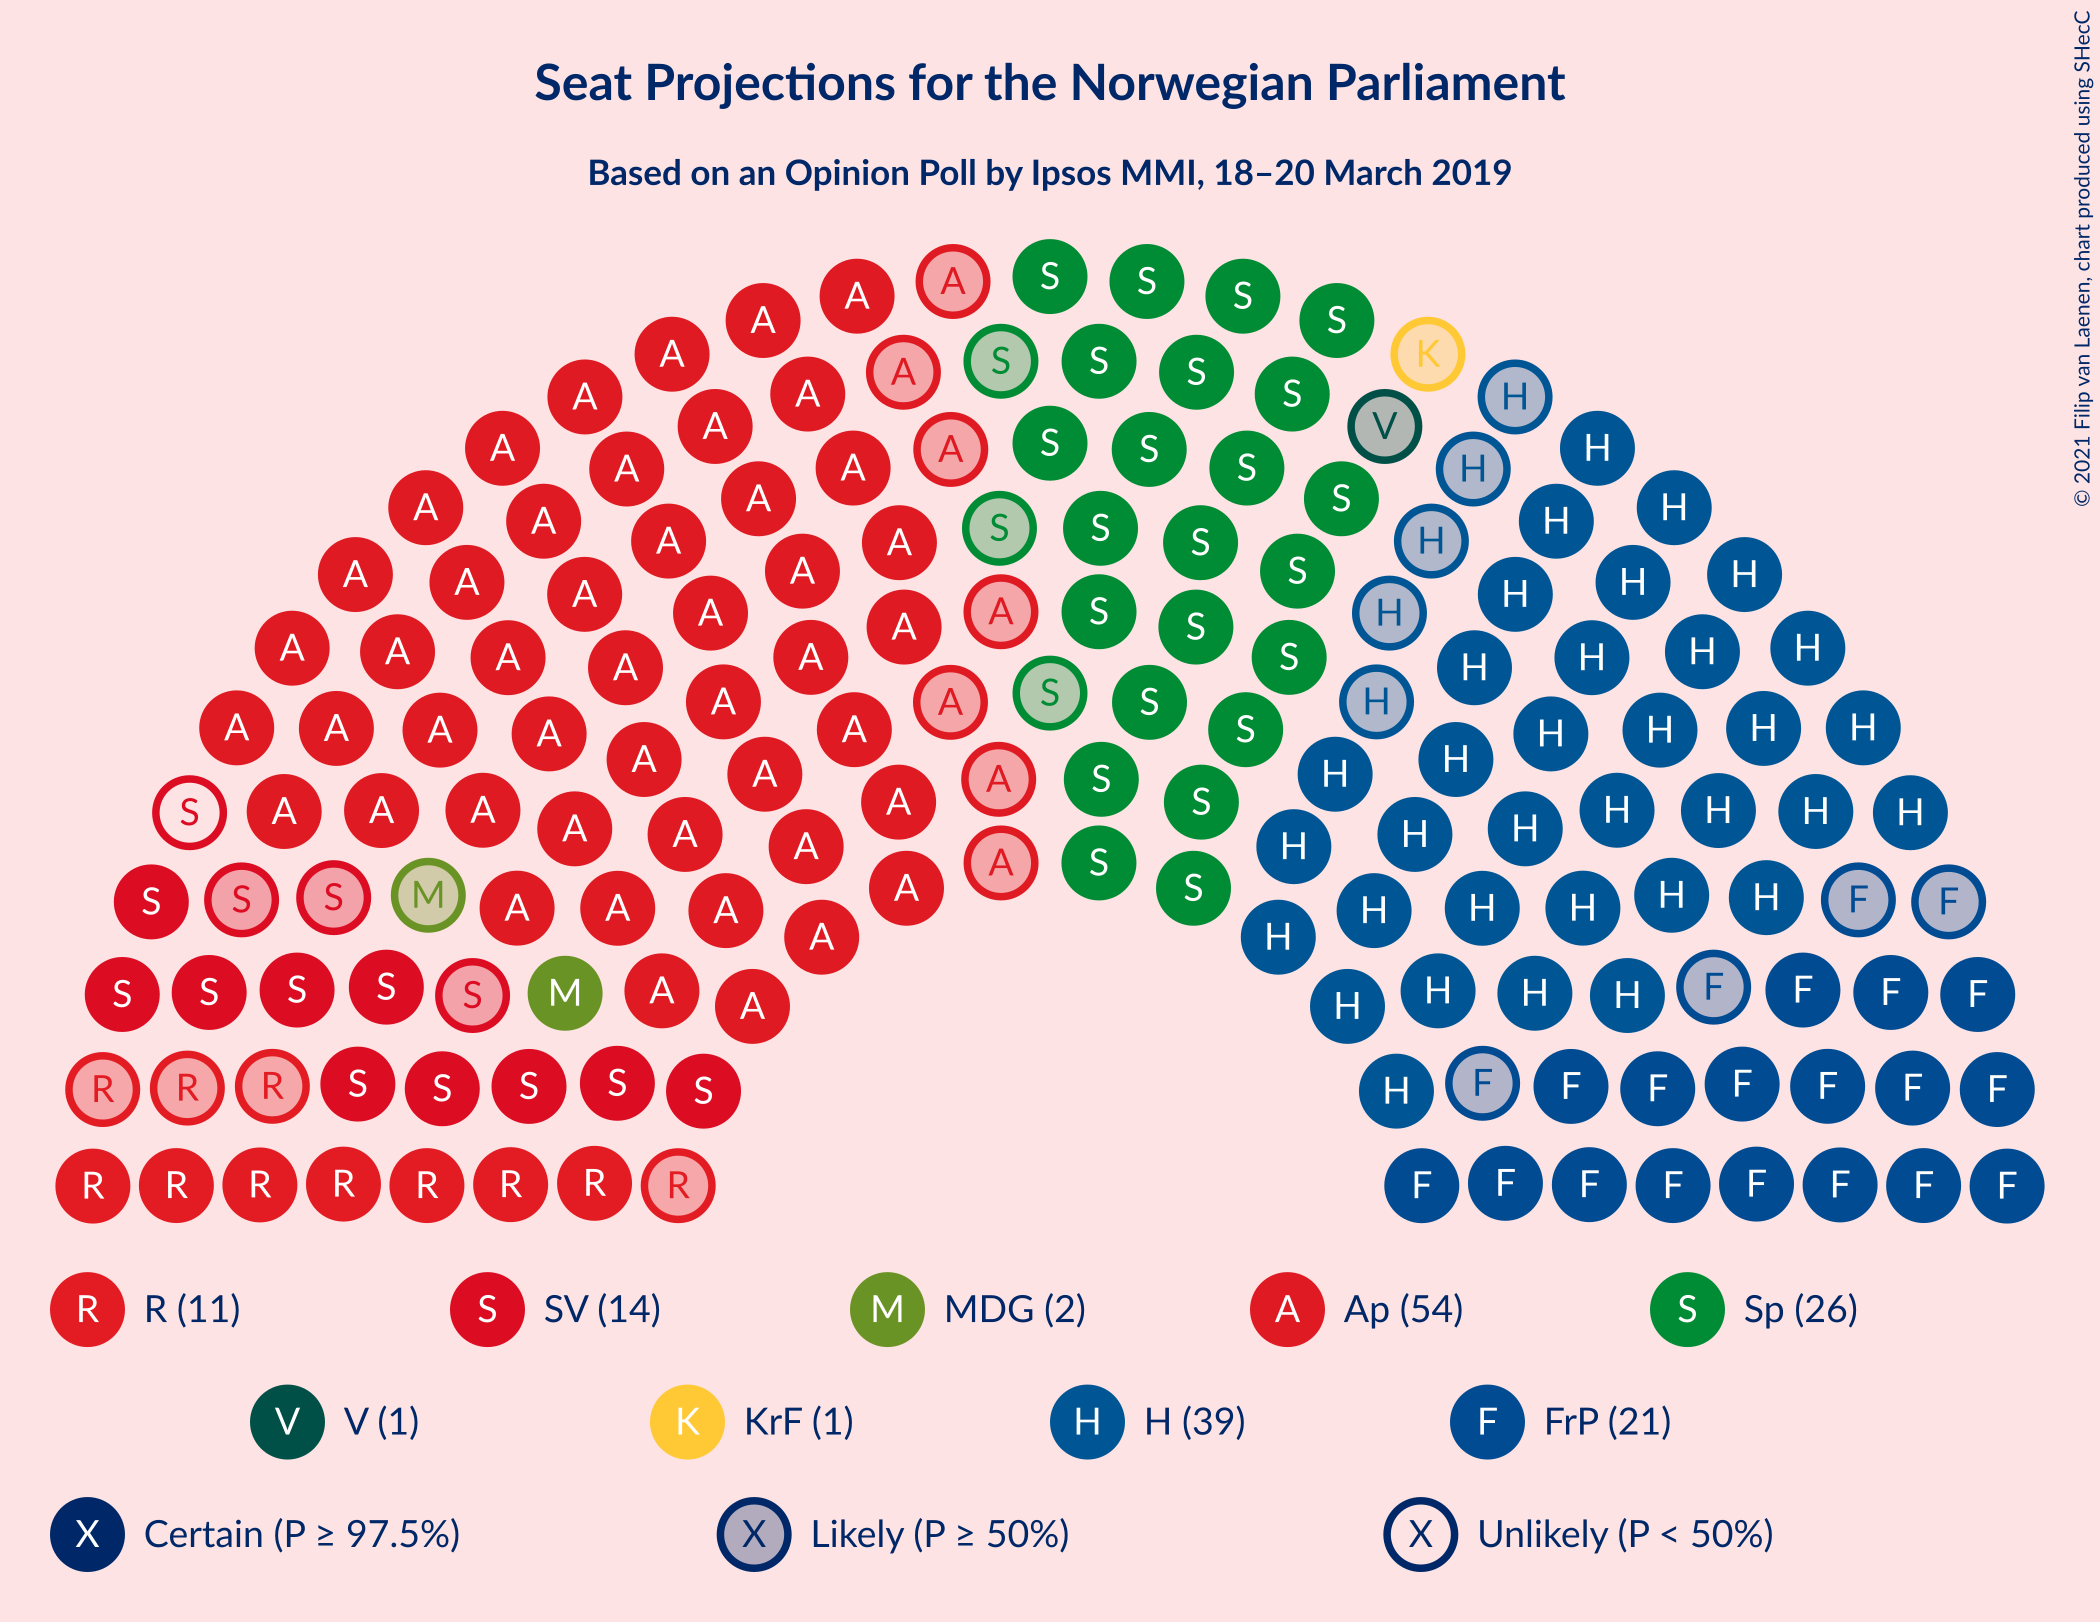 Seat Projections for the Norwegian Parliament
Based on an Opinion Poll by Ipsos MMI, 18–20 March 2019
© 2021 Filip van Laenen, chart produced using SHecC
A A A S S S S K H H H H H H H F F F F F
A A S S S S V H H H H H H H F F F F
R R R S S S S S H F F F F F F F
R R R R R R R R F F F F F F F F
R R (11) S SV (14) M MDG (2) A Ap (54) S Sp (26)
V V (1) K KrF (1) H H (39) F FrP (21)
X Certain (P ≥ 97.5%) X Likely (P ≥ 50%) X Unlikely (P < 50%)